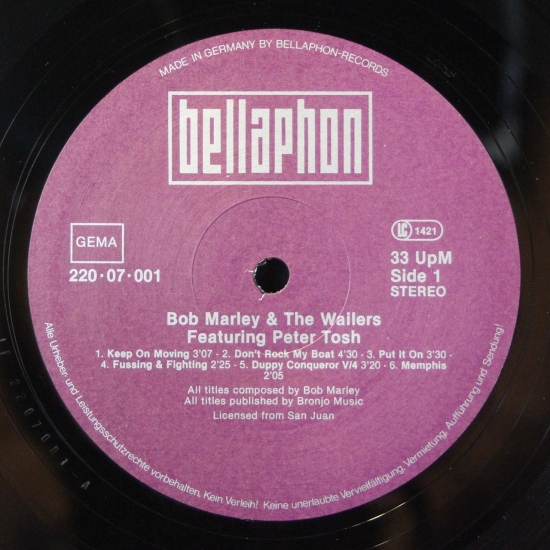 MADE IN GERMANY BY BELLAPHON-RECORDS
bellaphon
GEMA
220·07·001
LC 1421
33 UpM
Side 1
STEREO
Bob Marley & The Wailers
Featuring Peter Tosh
1. Keep On Moving 3'07 - 2. Don't Rock My Boat 4'30 - 3. Put It On 3'30 -
4. Fussing & Fighting 2'25 - 5. Duppy Conqueror V/4 3'20 - 6. Memphis
2'05
All titles composed by Bob Marley
All titles published by Bronjo Music
Licensed from San Juan
Alle Urheber- und Leistungsschutzrechte vorbehalten. Kein Verleih! Keine unerlaubte Vervielfältigung, Vermietung, Aufführung und Sendung!